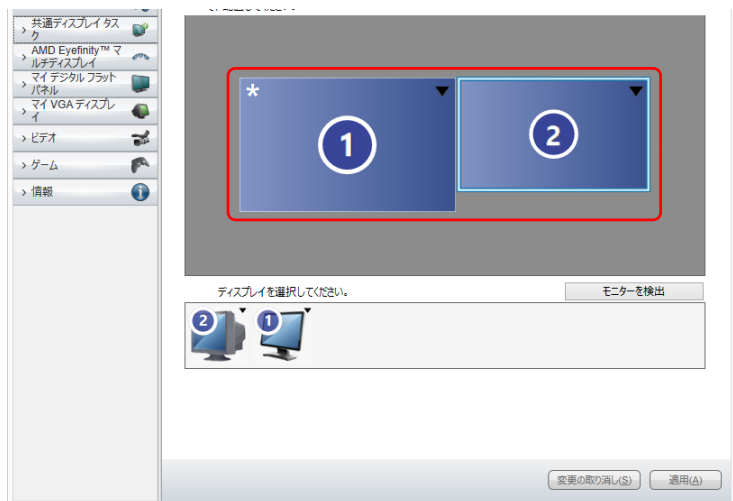 共通ディスプレイ タス
ク
AMD Eyefinity™ マ
ルチディスプレイ
マイ デジタル フラット
パネル
マイ VGA ディスプレ
イ
ビデオ
ゲーム
情報
*
1
2
ディスプレイを選択してください。
モニターを検出
2
1
変更の取り消し(S)
適用(A)